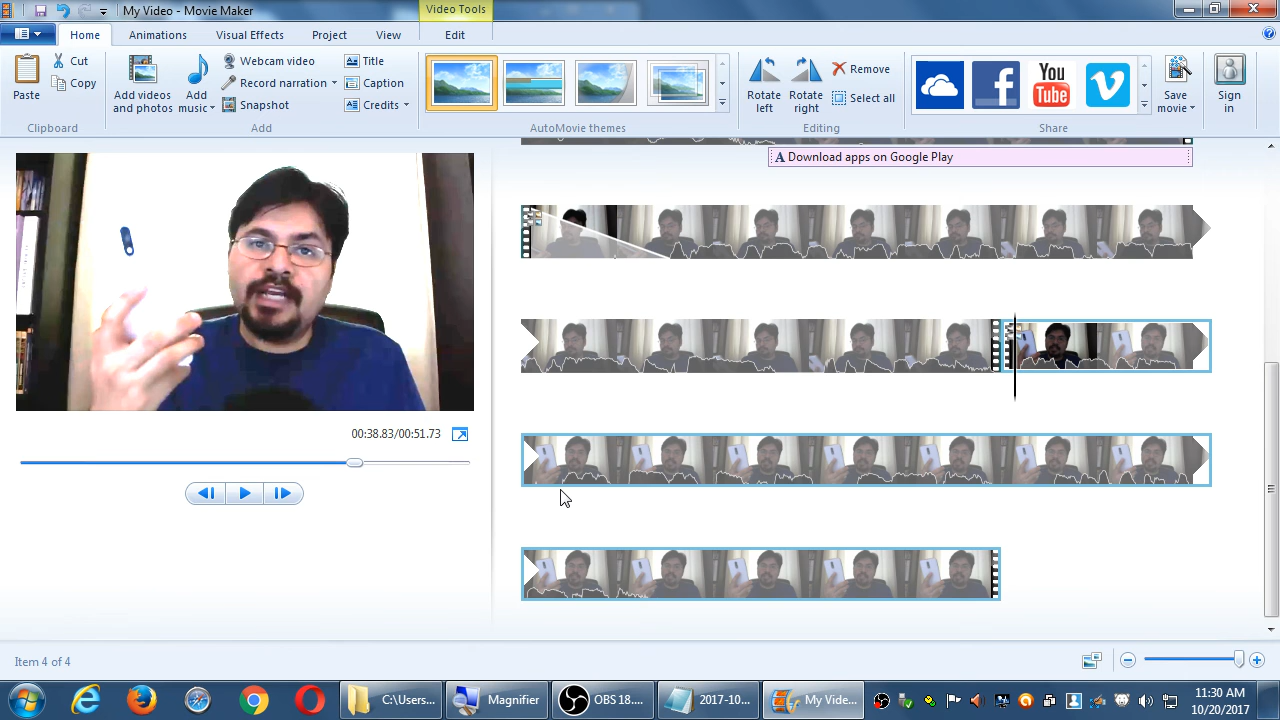 My Video - Movie Maker
Video Tools
Home
Animations
Visual Effects
Project
View
Edit
Paste
Cut
Copy
Clipboard
Add videos
and photos
Add
music
Webcam video
Record narration
Snapshot
Title
Caption
Credits
Add
AutoMovie themes
Rotate
left
Rotate
right
Remove
Select all
Editing
You
Tube
Share
Save
movie
Sign
in
A Download apps on Google Play
00:38.83/00:51.73
Item 4 of 4
C:\Users...
Magnifier
OBS 18....
2017-10...
My Vide...
11:30 AM
10/20/2017